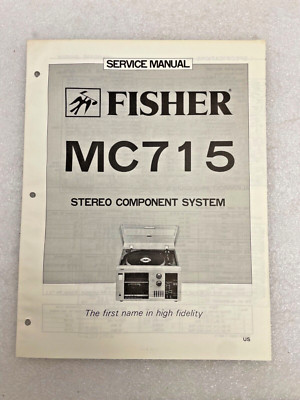 SERVICE MANUAL
FISHER®
MC715
STEREO COMPONENT SYSTEM
The first name in high fidelity
US